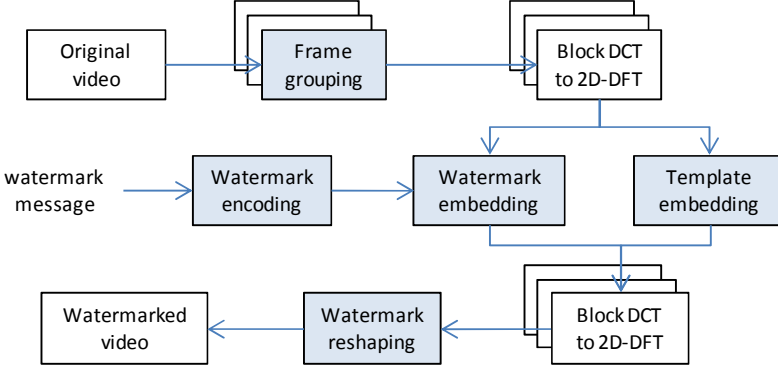 Original
video
Frame
grouping
Block DCT
to 2D-DFT
watermark
message
Watermark
encoding
Watermark
embedding
Template
embedding
Watermarked
video
Watermark
reshaping
Block DCT
to 2D-DFT